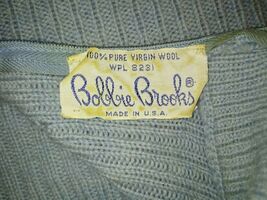 100% PURE VIRGIN WOOL
WPL 8231
Bobbie Brooks®
MADE IN U.S.A.